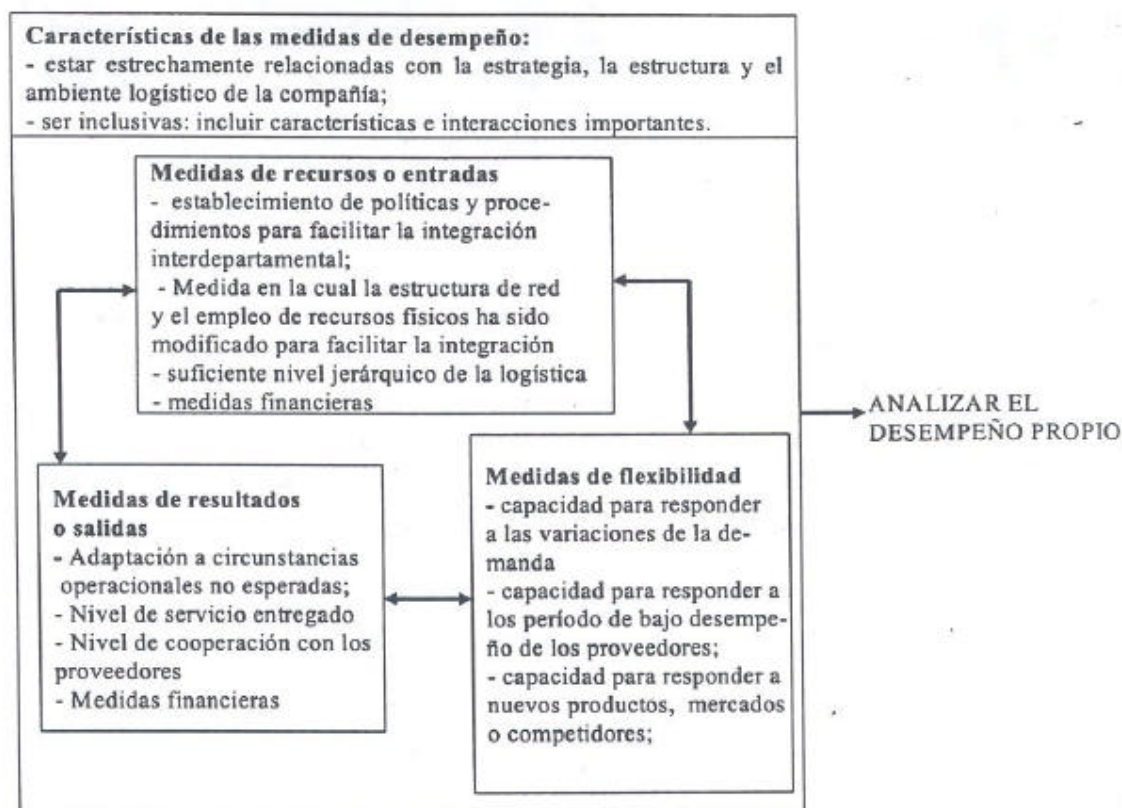 Características de las medidas de desempeño:
- estar estrechamente relacionadas con la estrategia, la estructura y el
ambiente logístico de la compañía;
- ser inclusivas: incluir características e interacciones importantes.
Medidas de recursos o entradas
- establecimiento de políticas y proce-
dimientos para facilitar la integración
interdepartamental;
- Medida en la cual la estructura de red
y el empleo de recursos físicos ha sido
modificado para facilitar la integración
- suficiente nivel jerárquico de la logística
- medidas financieras
ANALIZAR EL
DESEMPEÑO PROPIO
Medidas de resultados
o salidas
- Adaptación a circunstancias
operacionales no esperadas;
- Nivel de servicio entregado
- Nivel de cooperación con los
proveedores
- Medidas financieras
Medidas de flexibilidad
- capacidad para responder
a las variaciones de la de-
manda
- capacidad para responder a
los período de bajo desempe-
ño de los proveedores;
- capacidad para responder a
nuevos productos, mercados
o competidores;